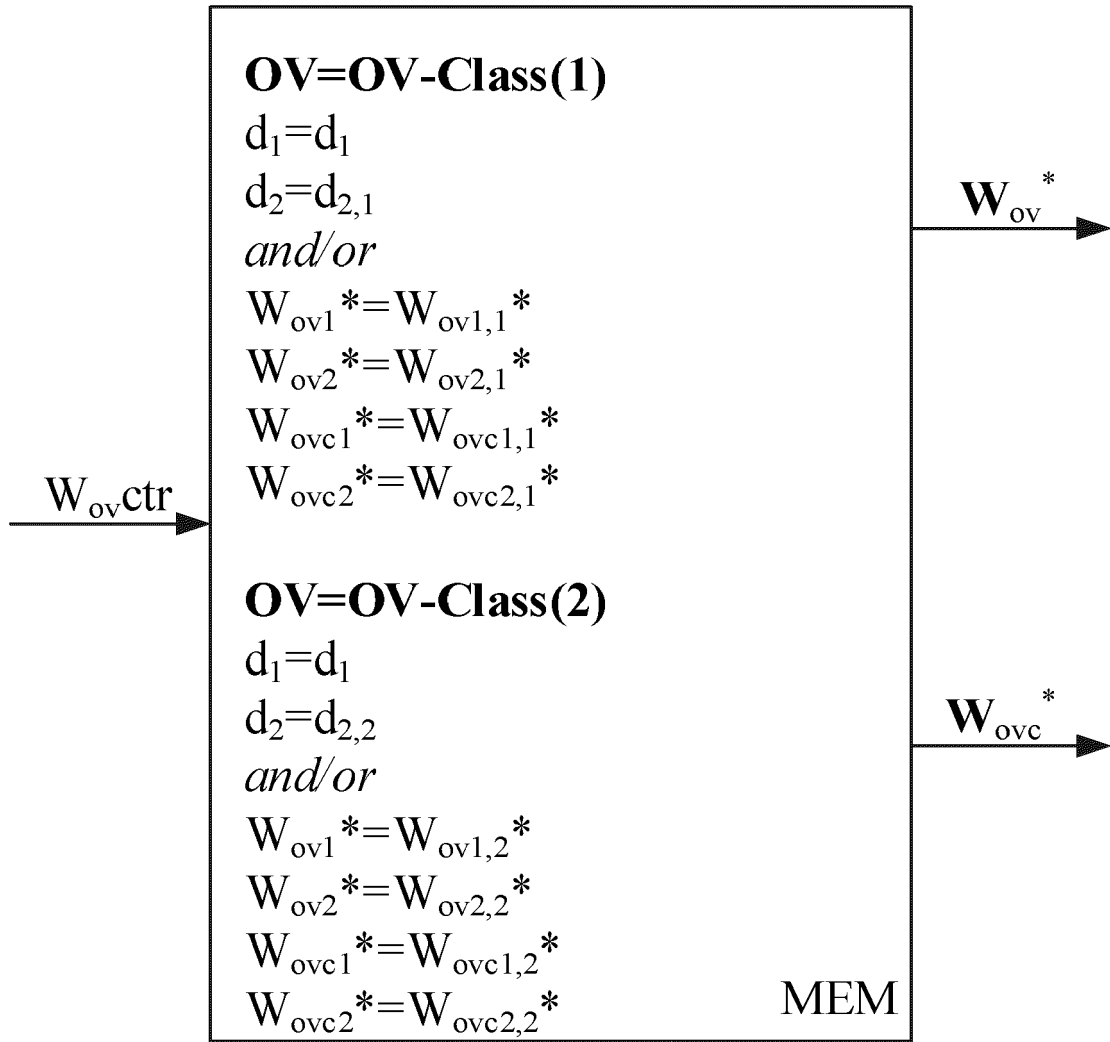 OV=OV-Class(1)
d₁=d₁
d₂=d₂,₁
and/or
Wov1*=Wov1,1*
Wov2*=Wov2,1*
Wovc1*=Wovc1,1*
Wovc2*=Wovc2,1*
Wovctr
Wov*
OV=OV-Class(2)
d₁=d₁
d₂=d₂,₂
and/or
Wov1*=Wov1,2*
Wov2*=Wov2,2*
Wovc1*=Wovc1,2*
Wovc2*=Wovc2,2*
Wovc*
MEM